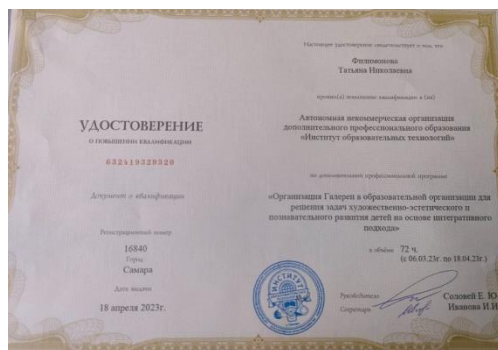 УДОСТОВЕРЕНИЕ
О ПОВЫШЕНИИ КВАЛИФИКАЦИИ
632419329320
Документ о квалификации
Регистрационный номер
16840
Город
Самара
Дата выдачи
18 апреля 2023г.
Настоящее удостоверение свидетельствует о том, что
Филимонова
Татьяна Николаевна
прошел(а) повышение квалификации в (на)
Автономная некоммерческая организация
дополнительного профессионального образования
«Институт образовательных технологий»
по дополнительной профессиональной программе
«Организация Галереи в образовательной организации для
решения задач художественно-эстетического и
познавательного развития детей на основе интегративного
подхода»
в объёме 72 ч.
(с 06.03.23г. по 18.04.23г.)
Руководитель Соловей Е. Ю
Секретарь Иванова И.И
ИНСТИТУТ